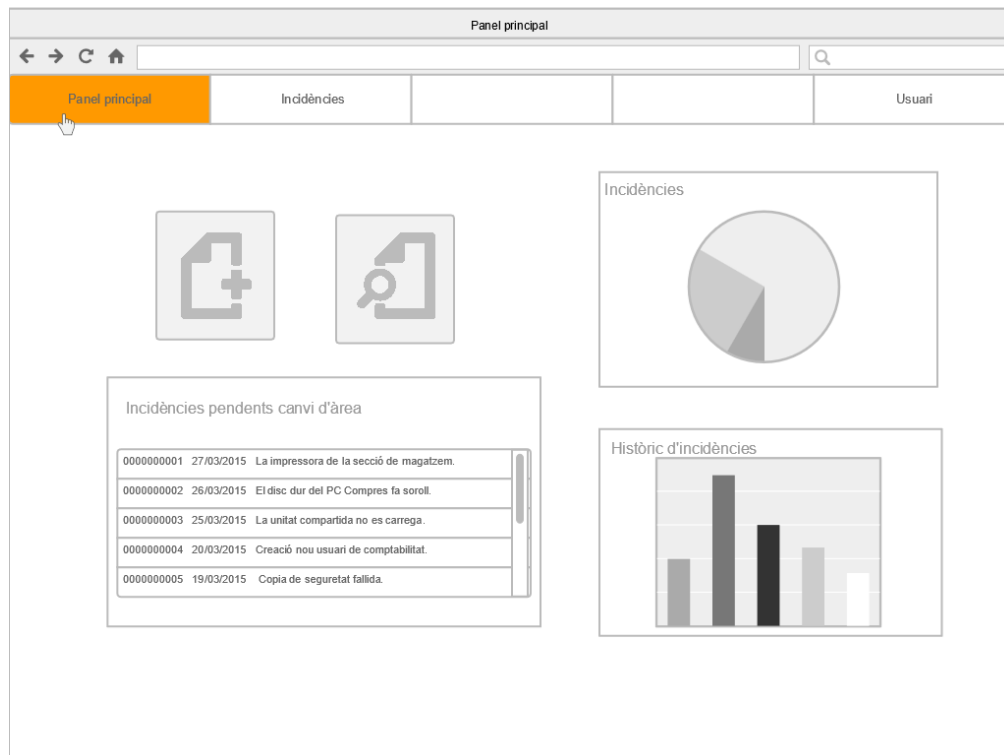 Panel principal
Panel principal
Incidències
Usuari
Incidències
Incidències pendents canvi d'àrea
0000000001 27/03/2015 La impressora de la secció de magatzem.
0000000002 26/03/2015 El disc dur del PC Compres fa soroll.
0000000003 25/03/2015 La unitat compartida no es carrega.
0000000004 20/03/2015 Creació nou usuari de comptabilitat.
0000000005 19/03/2015 Copia de seguretat fallida.
Històric d'incidències